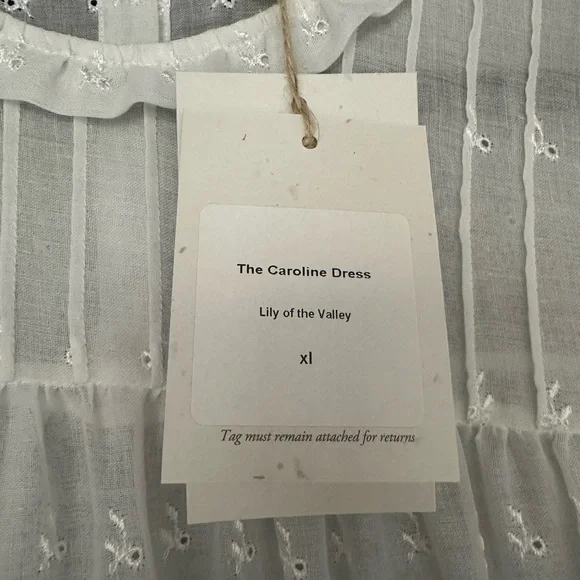 The Caroline Dress
Lily of the Valley
xl
Tag must remain attached for returns